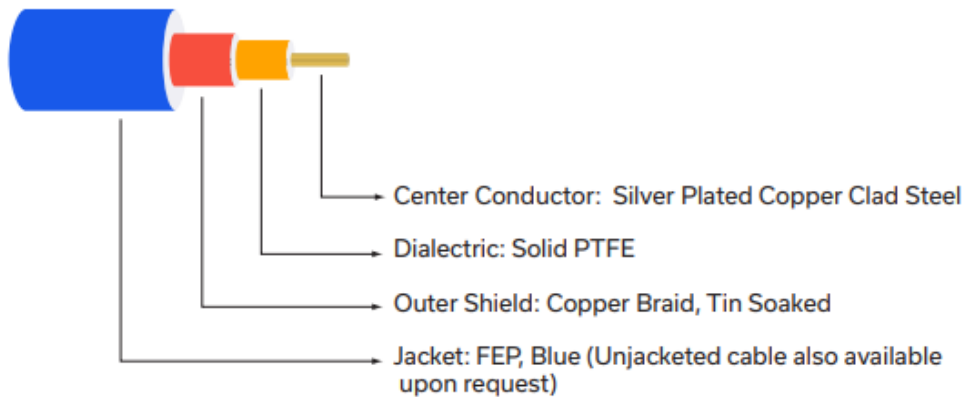 Center Conductor:  Silver Plated Copper Clad Steel
Dialectric: Solid PTFE
Outer Shield: Copper Braid, Tin Soaked
Jacket: FEP, Blue (Unjacketed cable also available
upon request)